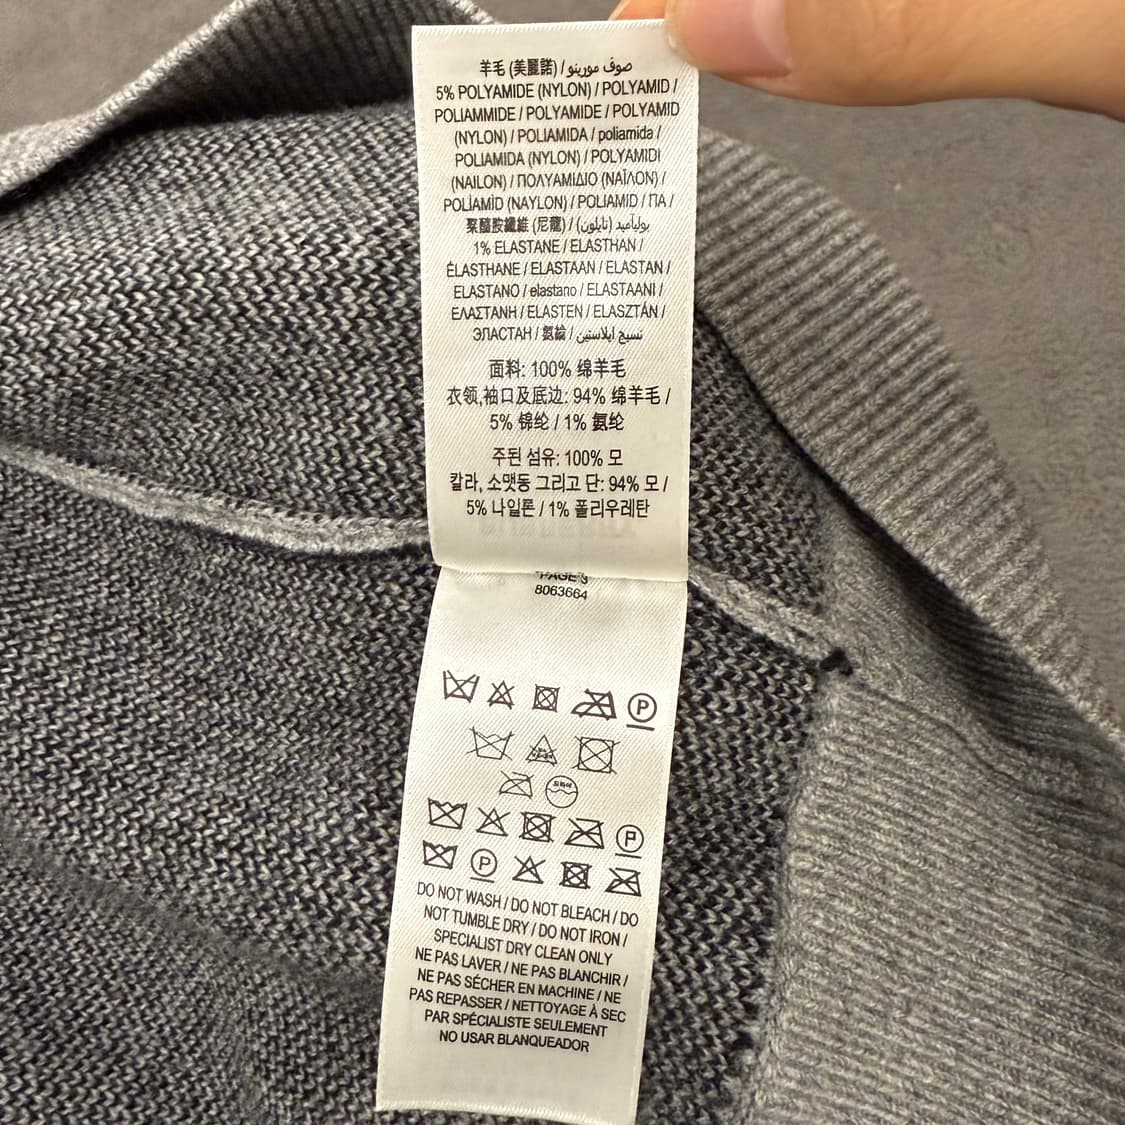 羊毛 (美麗諾) / صوف مورينو
5% POLYAMIDE (NYLON) / POLYAMID /
POLIAMMIDE / POLYAMIDE / POLYAMID
(NYLON) / POLIAMIDA / poliamida /
POLIAMIDA (NYLON) / POLYAMIDI
(NAILON) / ΠΟΛΥΑΜΙΔΙΟ (ΝΑΪΛΟΝ) /
POLİAMİD (NAYLON) / POLIAMID / ПА /
聚醯胺纖維 (尼龍) / بولياميد (نايلون)
1% ELASTANE / ELASTHAN /
ÉLASTHANE / ELASTAAN / ELASTAN /
ELASTANO / elastano / ELASTAANI /
ΕΛΑΣΤΑΝΗ / ELASTEN / ELASZTÁN /
ЭЛАСТАН / 氨綸 / نسيج ايلاستين
面料: 100% 绵羊毛
衣领,袖口及底边: 94% 绵羊毛 /
5% 锦纶 / 1% 氨纶
주된 섬유: 100% 모
칼라, 소맷동 그리고 단: 94% 모 /
5% 나일론 / 1% 폴리우레탄
PAGE 3
8063664
P
드라이
P
P
DO NOT WASH / DO NOT BLEACH / DO
NOT TUMBLE DRY / DO NOT IRON /
SPECIALIST DRY CLEAN ONLY
NE PAS LAVER / NE PAS BLANCHIR /
NE PAS SÉCHER EN MACHINE / NE
PAS REPASSER / NETTOYAGE À SEC
PAR SPÉCIALISTE SEULEMENT
NO USAR BLANQUEADOR